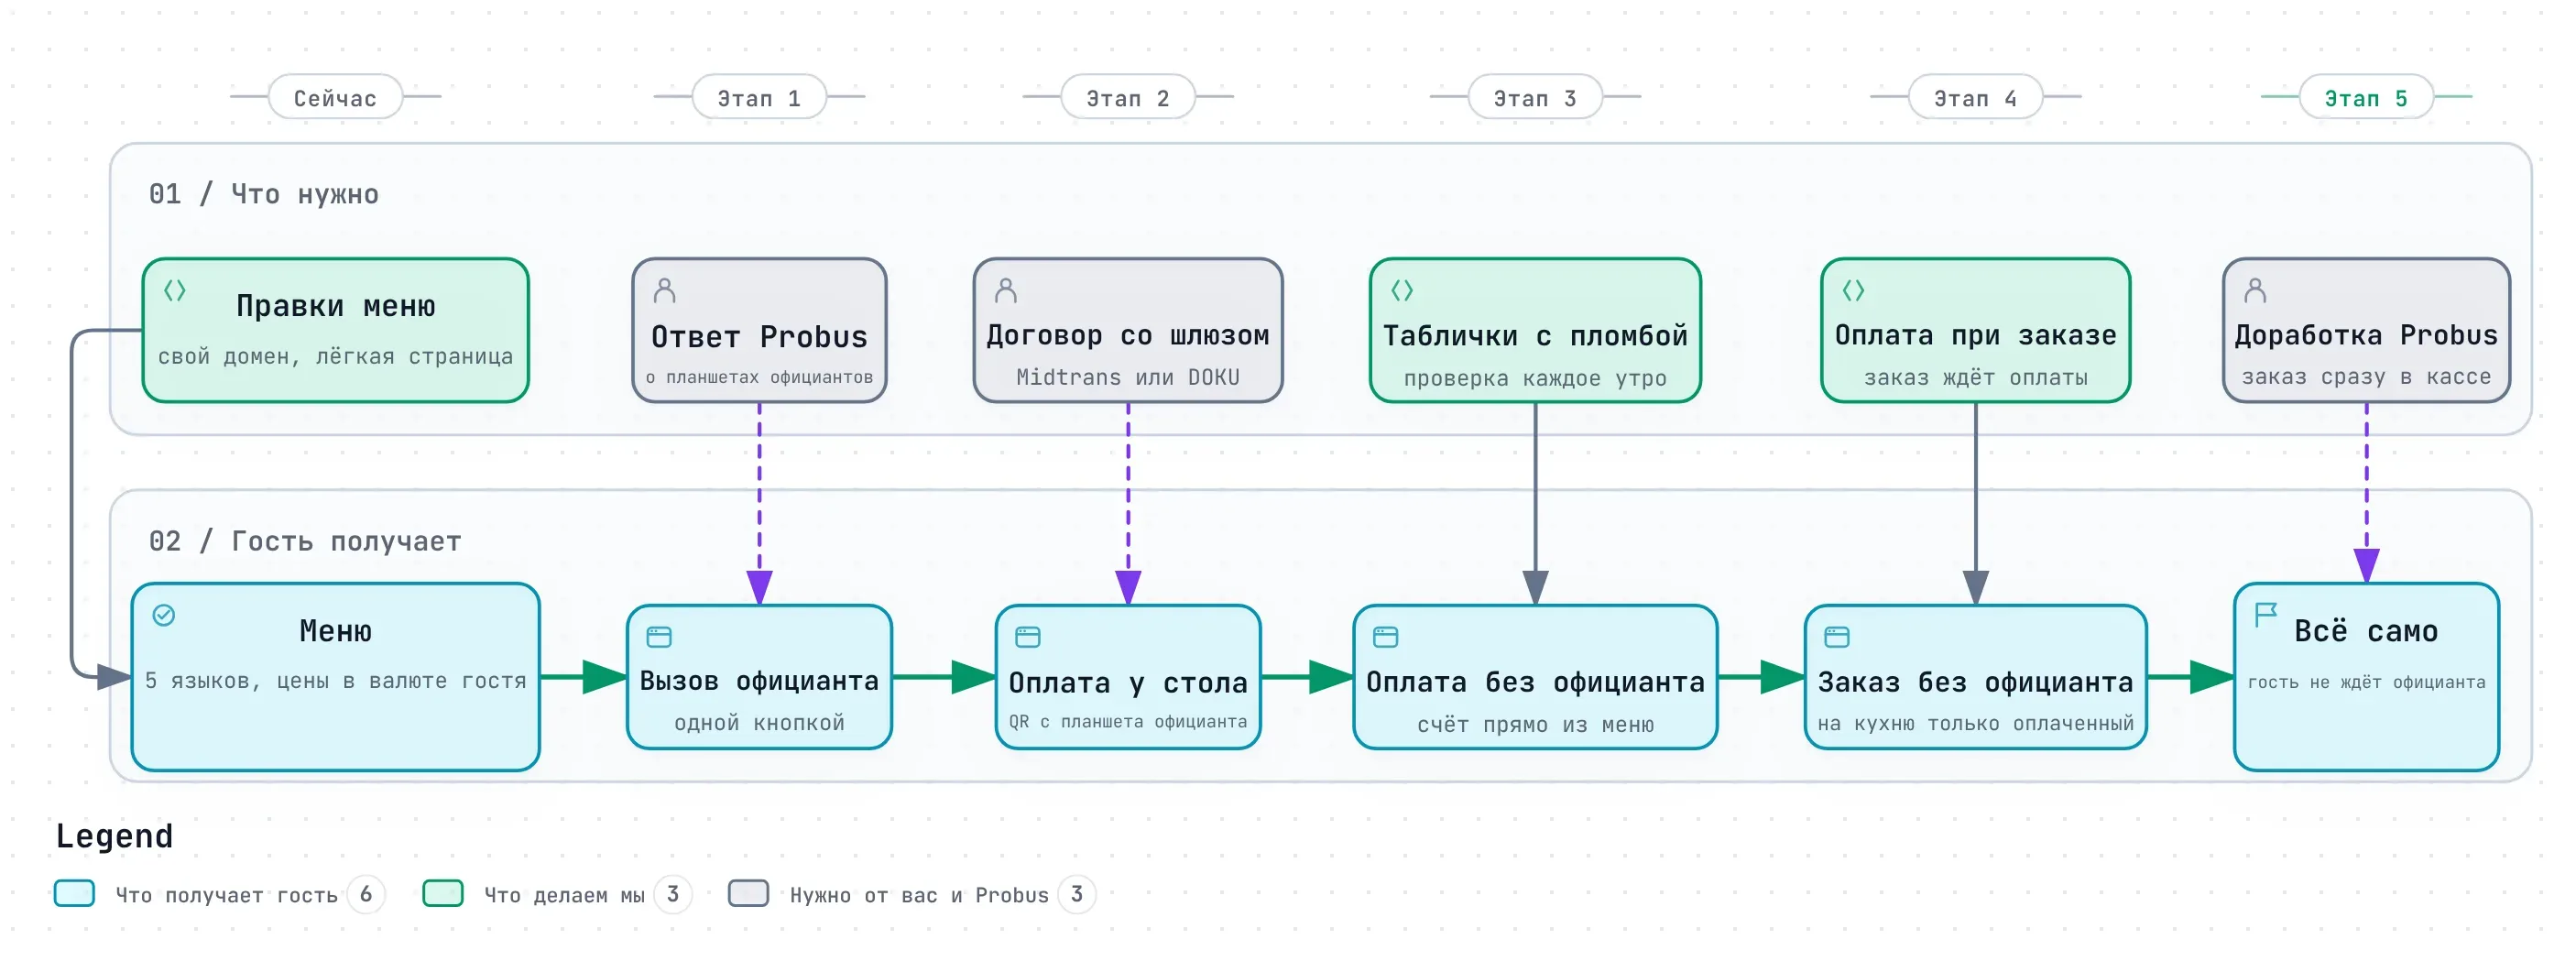 Сейчас
Этап 1
Этап 2
Этап 3
Этап 4
Этап 5
01 / Что нужно
Правки меню
свой домен, лёгкая страница
Ответ Probus
о планшетах официантов
Договор со шлюзом
Midtrans или DOKU
Таблички с пломбой
проверка каждое утро
Оплата при заказе
заказ ждёт оплаты
Доработка Probus
заказ сразу в кассе
02 / Гость получает
Меню
5 языков, цены в валюте гостя
Вызов официанта
одной кнопкой
Оплата у стола
QR с планшета официанта
Оплата без официанта
счёт прямо из меню
Заказ без официанта
на кухню только оплаченный
Всё само
гость не ждёт официанта
Legend
Что получает гость 6
Что делаем мы 3
Нужно от вас и Probus 3